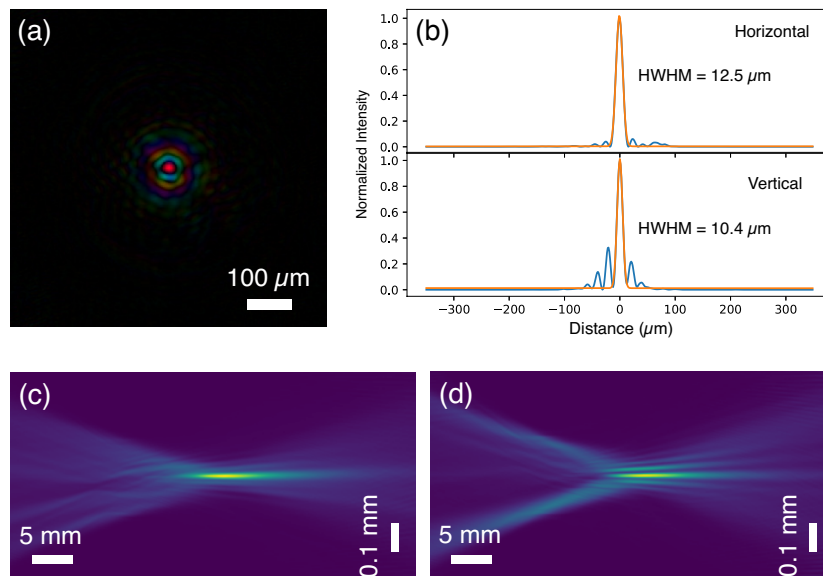 (a)
100 µm
(b)
Horizontal
HWHM = 12.5 µm
1.0
0.8
0.6
0.4
0.2
0.0
Normalized Intensity
Vertical
HWHM = 10.4 µm
1.0
0.8
0.6
0.4
0.2
0.0
−300 −200 −100 0 100 200 300
Distance (µm)
(c)
5 mm
0.1 mm
(d)
5 mm
0.1 mm